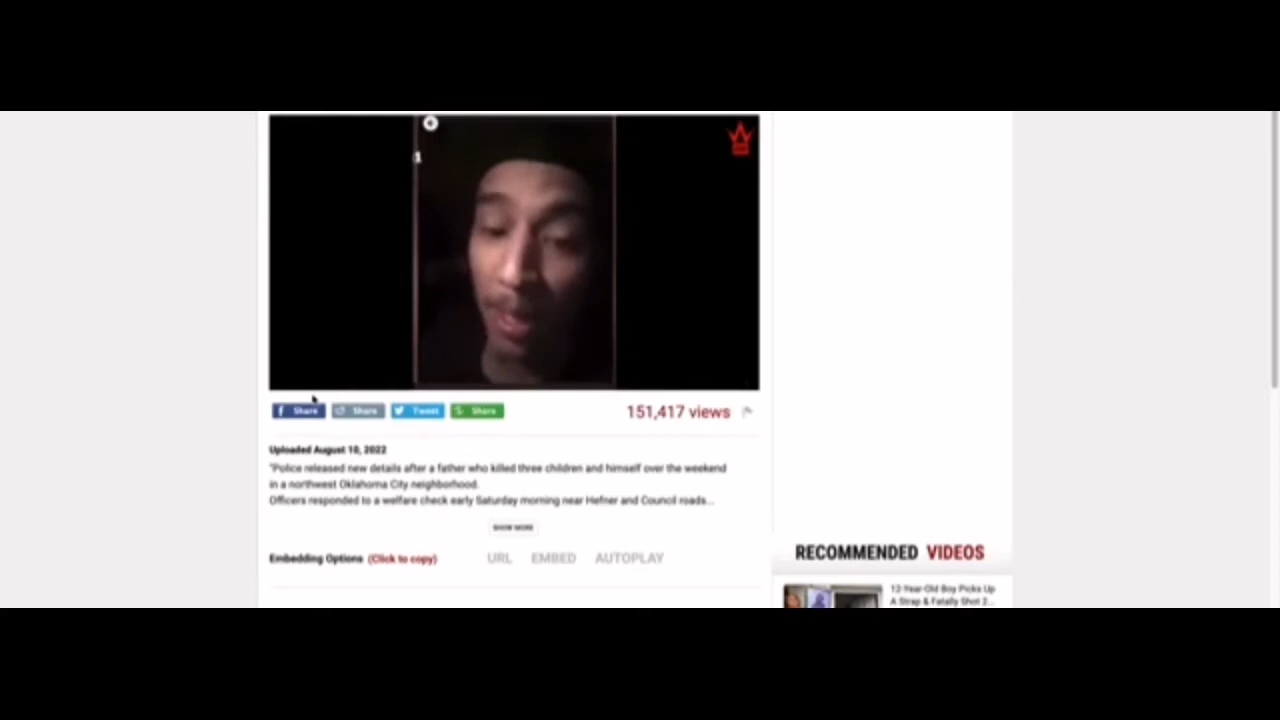 Share
Share
Tweet
Share
151,417 views
Uploaded August 10, 2022
"Police released new details after a father who killed three children and himself over the weekend
in a northwest Oklahoma City neighborhood.
Officers responded to a welfare check early Saturday morning near Hefner and Council roads...
SHOW MORE
Embedding Options (Click to copy)
URL
EMBED
AUTOPLAY
RECOMMENDED VIDEOS
12-Year-Old Boy Picks Up
A Strap & Fatally Shot 2...